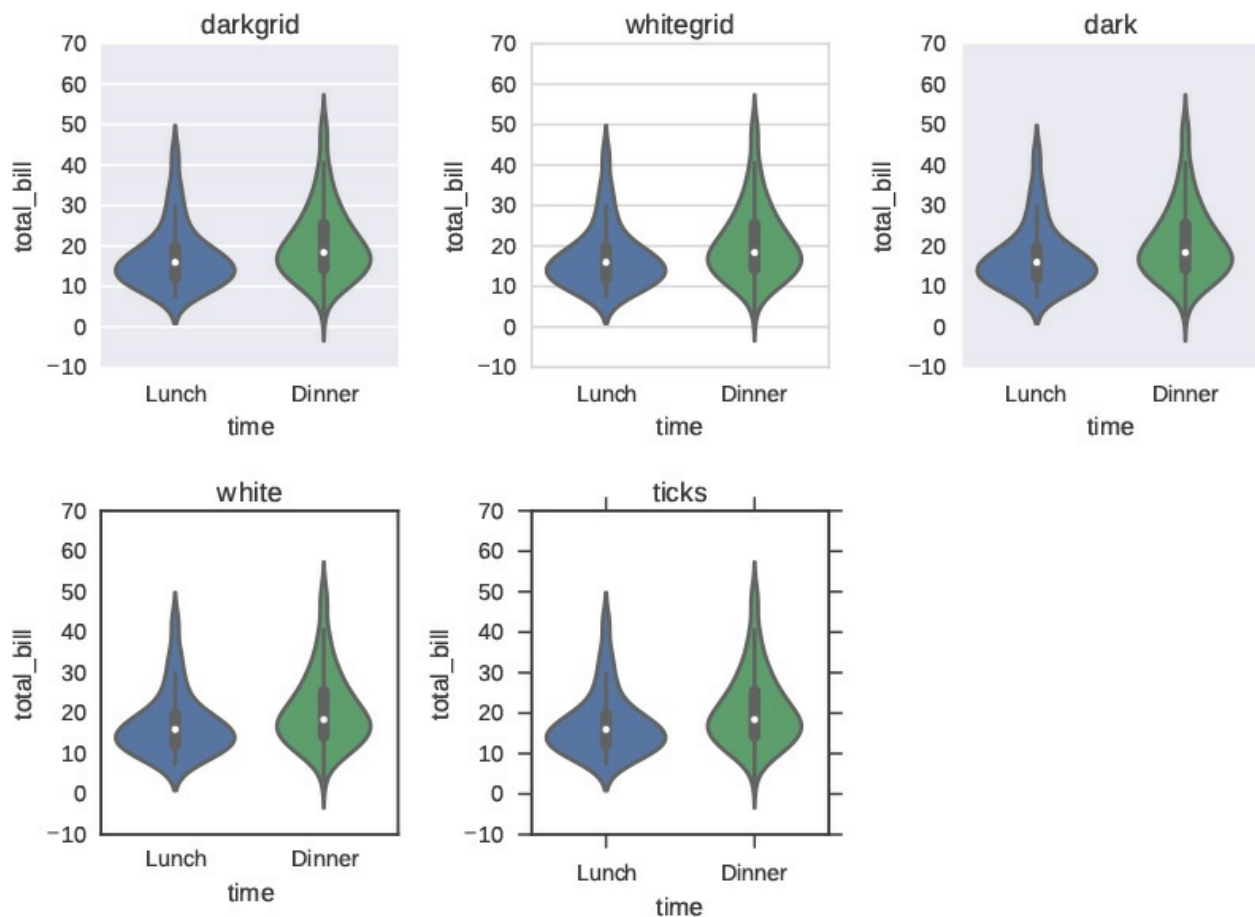 darkgrid
70
60
50
40
30
20
10
0
−10
total_bill
Lunch Dinner
time
whitegrid
70
60
50
40
30
20
10
0
−10
total_bill
Lunch Dinner
time
dark
70
60
50
40
30
20
10
0
−10
total_bill
Lunch Dinner
time
white
70
60
50
40
30
20
10
0
−10
total_bill
Lunch Dinner
time
ticks
70
60
50
40
30
20
10
0
−10
total_bill
Lunch Dinner
time